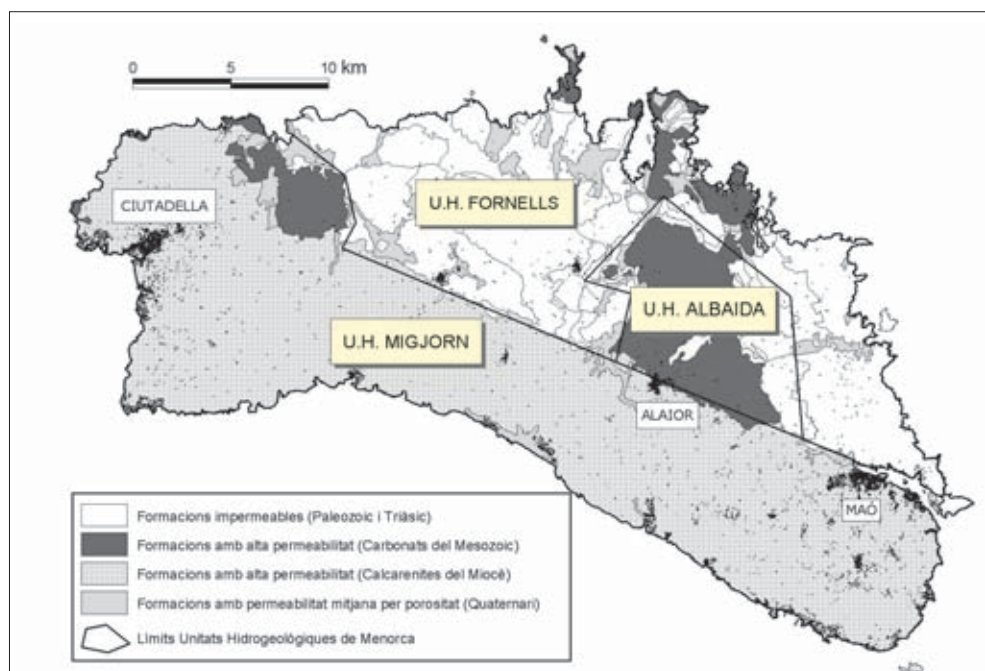 0 5 10 km
U.H. FORNELLS
CIUTADELLA
U.H. ALBAIDA
U.H. MIGJORN
ALAIOR
MAÓ
Formacions impermeables (Paleozoic i Triàsic)
Formacions amb alta permeabilitat (Carbonats del Mesozoic)
Formacions amb alta permeabilitat (Calcarenites del Miocè)
Formacions amb permeabilitat mitjana per porositat (Quaternari)
Límits Unitats Hidrogeològiques de Menorca